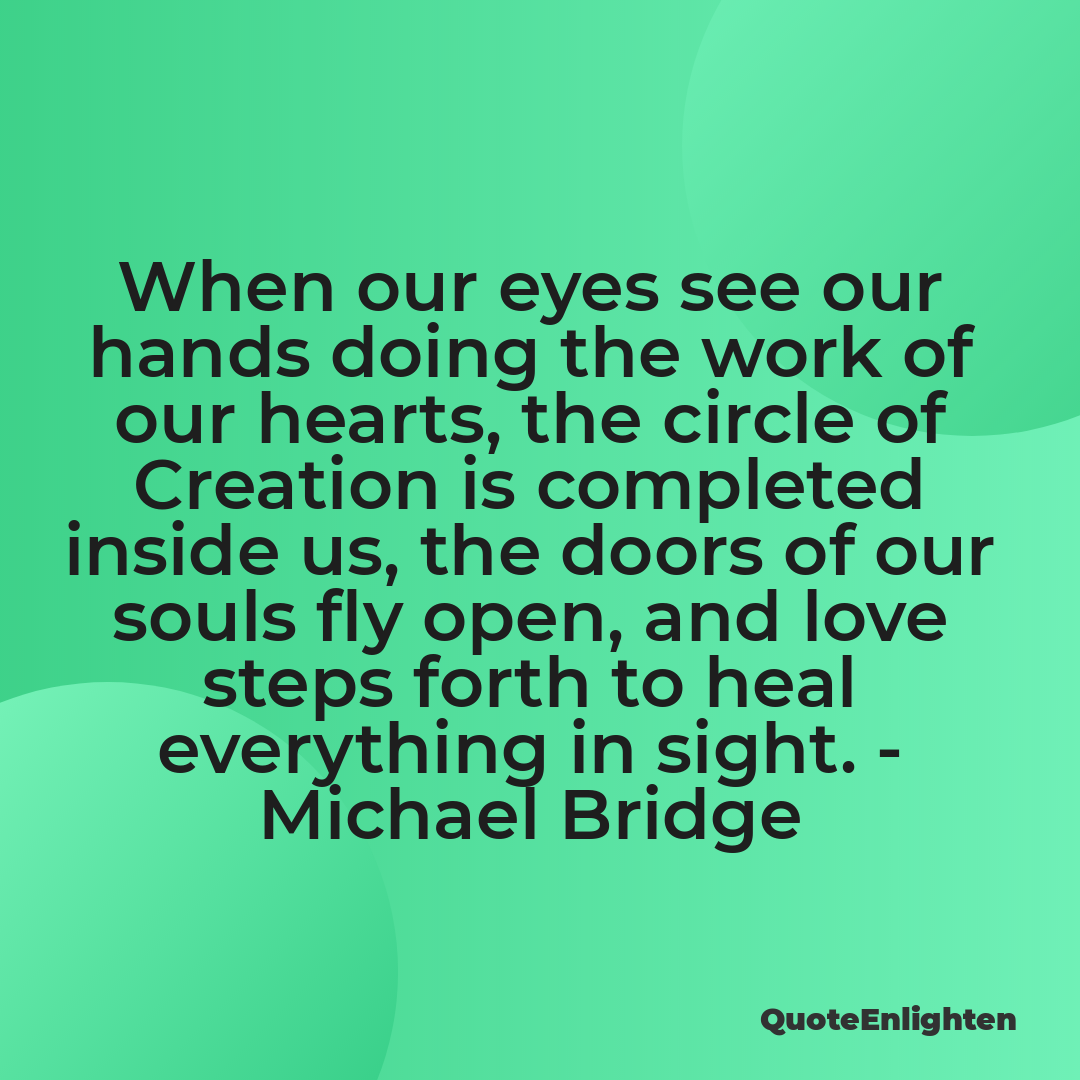 When our eyes see our
hands doing the work of
our hearts, the circle of
Creation is completed
inside us, the doors of our
souls fly open, and love
steps forth to heal
everything in sight. -
Michael Bridge
QuoteEnlighten